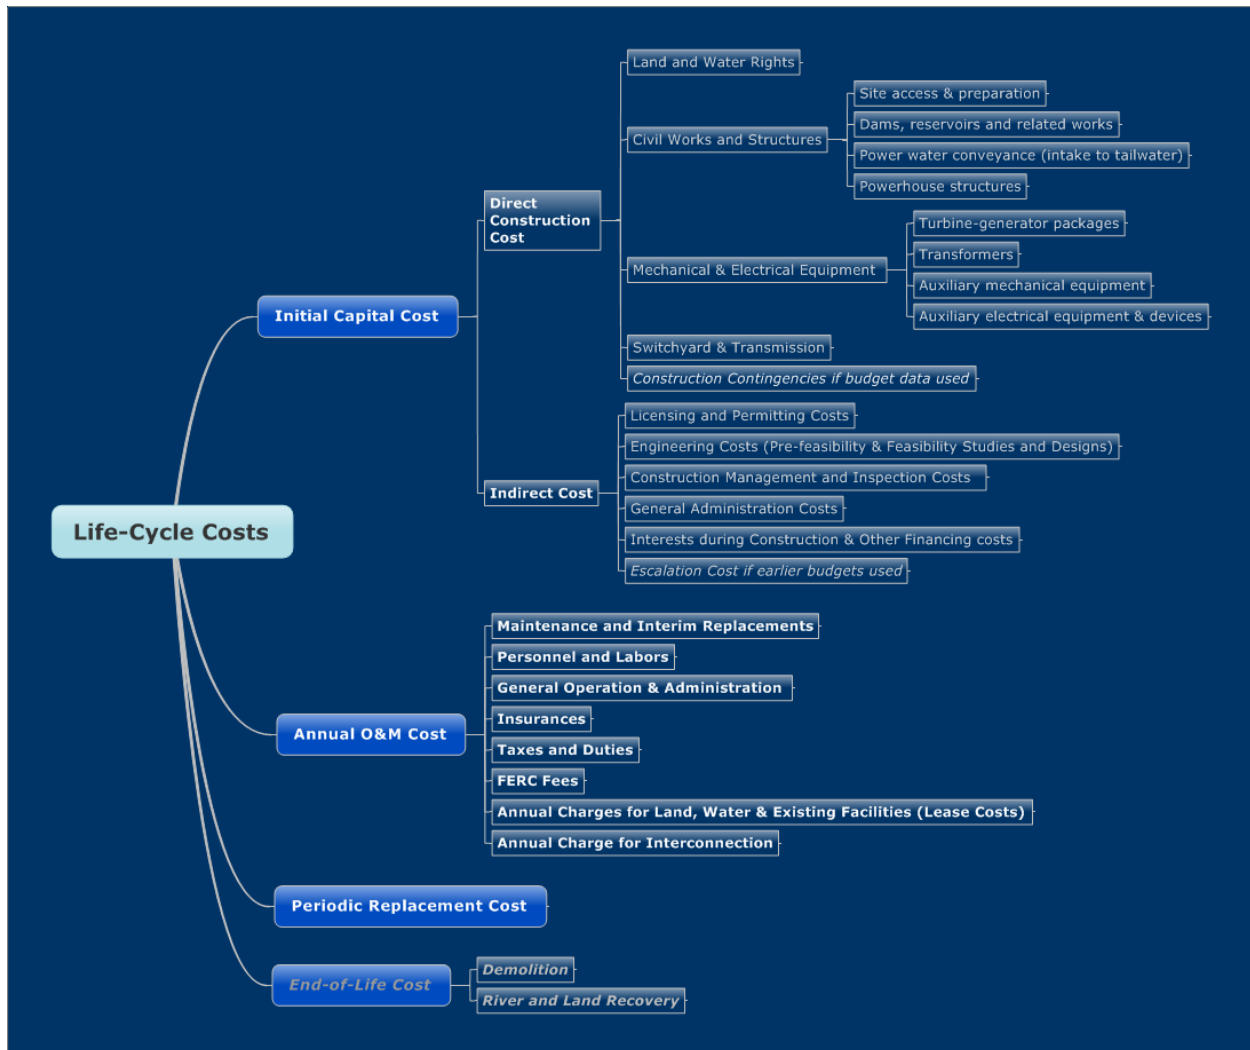 Land and Water Rights
Site access & preparation
Dams, reservoirs and related works
Civil Works and Structures
Power water conveyance (intake to tailwater)
Powerhouse structures
Direct
Construction
Cost
Turbine-generator packages
Transformers
Mechanical & Electrical Equipment
Auxiliary mechanical equipment
Auxiliary electrical equipment & devices
Initial Capital Cost
Switchyard & Transmission
Construction Contingencies if budget data used
Licensing and Permitting Costs
Engineering Costs (Pre-feasibility & Feasibility Studies and Designs)
Construction Management and Inspection Costs
Indirect Cost
General Administration Costs
Interests during Construction & Other Financing costs
Escalation Cost if earlier budgets used
Life-Cycle Costs
Maintenance and Interim Replacements
Personnel and Labors
General Operation & Administration
Insurances
Annual O&M Cost
Taxes and Duties
FERC Fees
Annual Charges for Land, Water & Existing Facilities (Lease Costs)
Annual Charge for Interconnection
Periodic Replacement Cost
End-of-Life Cost
Demolition
River and Land Recovery